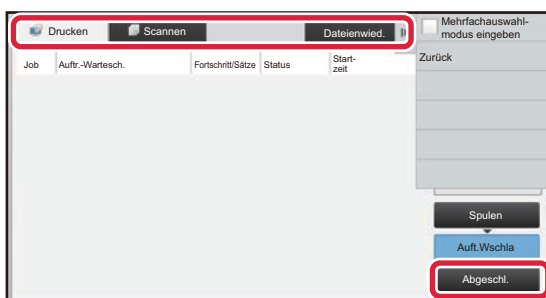 Drucken
Scannen
Dateienwied.
Mehrfachauswahl-
modus eingeben
Zurück
Job
Auftr.-Wartesch.
Fortschritt/Sätze
Status
Start-
zeit
Spulen
Auft.Wschla
Abgeschl.